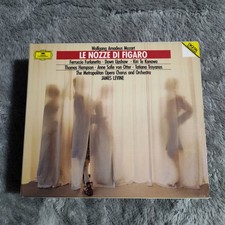 Wolfgang Amadeus Mozart
LE NOZZE DI FIGARO
Ferruccio Furlanetto · Dawn Upshaw · Kiri Te Kanawa
Thomas Hampson · Anne Sofie von Otter · Tatiana Troyanos
The Metropolitan Opera Chorus and Orchestra
JAMES LEVINE